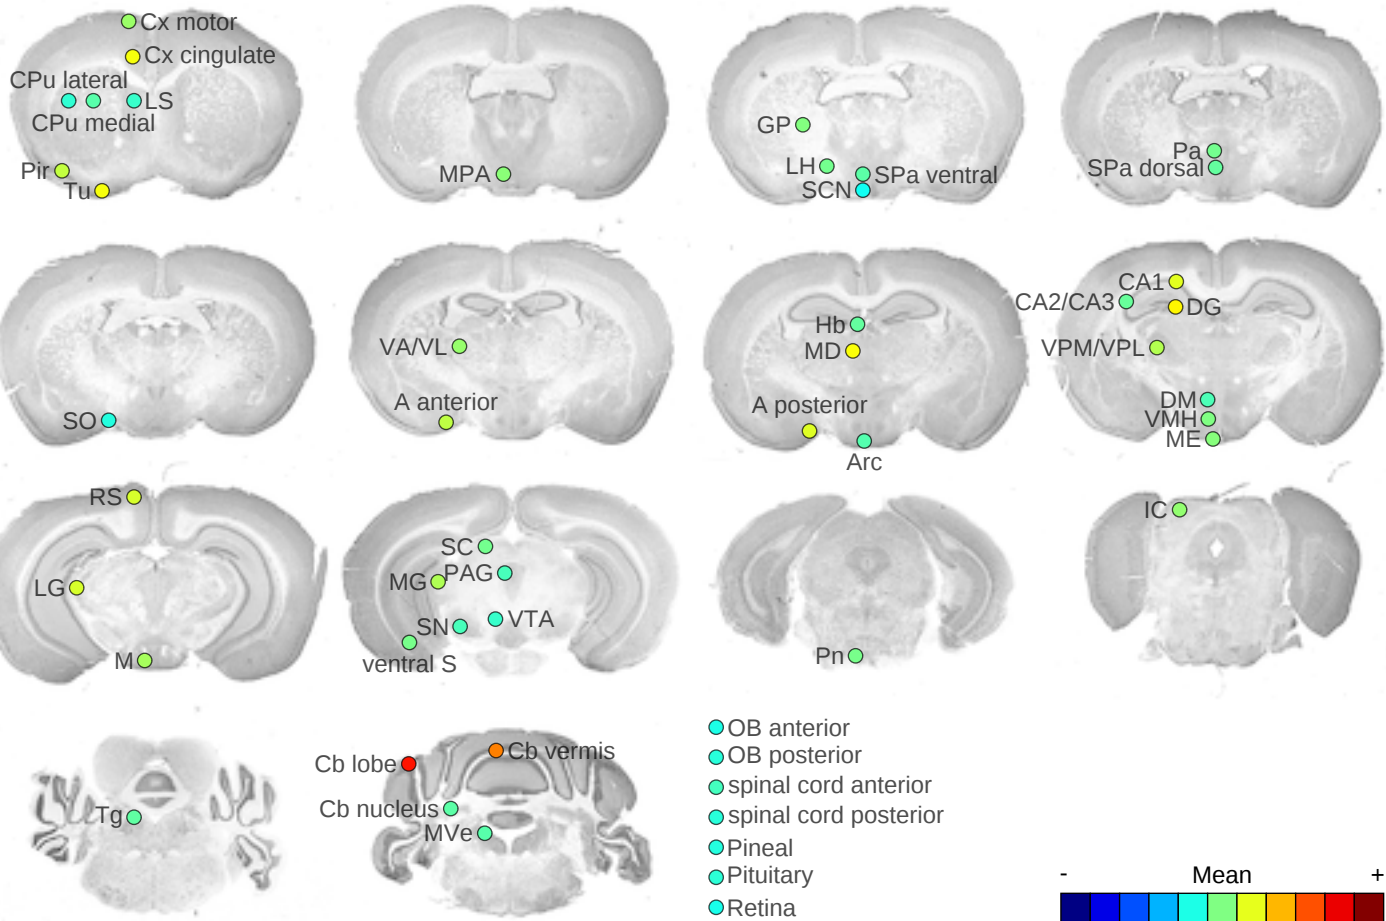 Cx motor
Cx cingulate
CPu lateral
LS
CPu medial
Pir
Tu
MPA
GP
LH
SPa ventral
SCN
Pa
SPa dorsal
SO
VA/VL
A anterior
Hb
MD
A posterior
Arc
CA1
CA2/CA3
DG
VPM/VPL
DM
VMH
ME
RS
LG
M
SC
MG
PAG
SN
VTA
ventral S
Pn
IC
Tg
Cb lobe
Cb vermis
Cb nucleus
MVe
OB anterior
OB posterior
spinal cord anterior
spinal cord posterior
Pineal
Pituitary
Retina
- Mean +